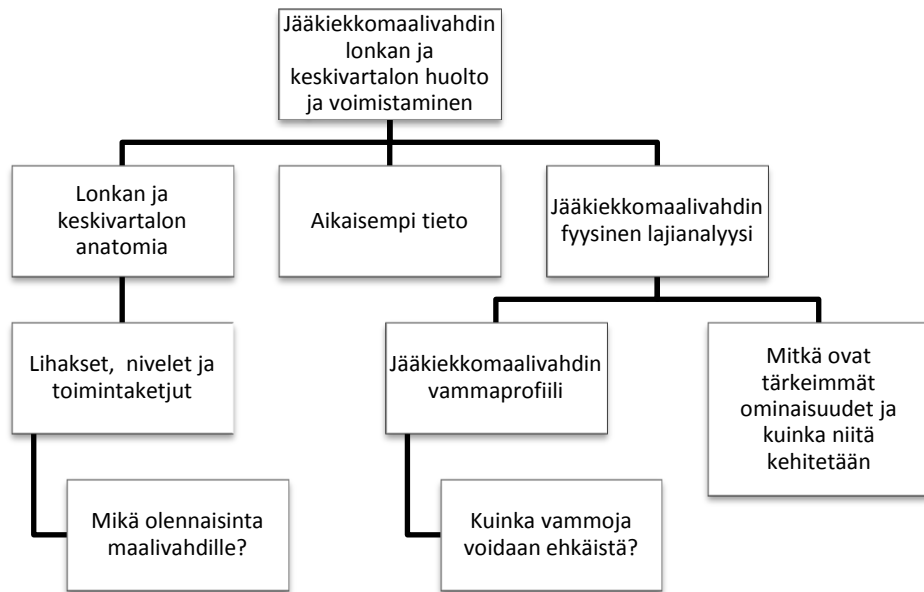 Jääkiekkomaalivahdin
lonkan ja
keskivartalon huolto
ja voimistaminen
Lonkan ja
keskivartalon
anatomia
Aikaisempi tieto
Jääkiekkomaalivahdin
fyysinen lajianalyysi
Lihakset, nivelet ja
toimintaketjut
Jääkiekkomaalivahdin
vammaprofiili
Mitkä ovat
tärkeimmät
ominaisuudet ja
kuinka niitä
kehitetään
Mikä olennaisinta
maalivahdille?
Kuinka vammoja
voidaan ehkäistä?